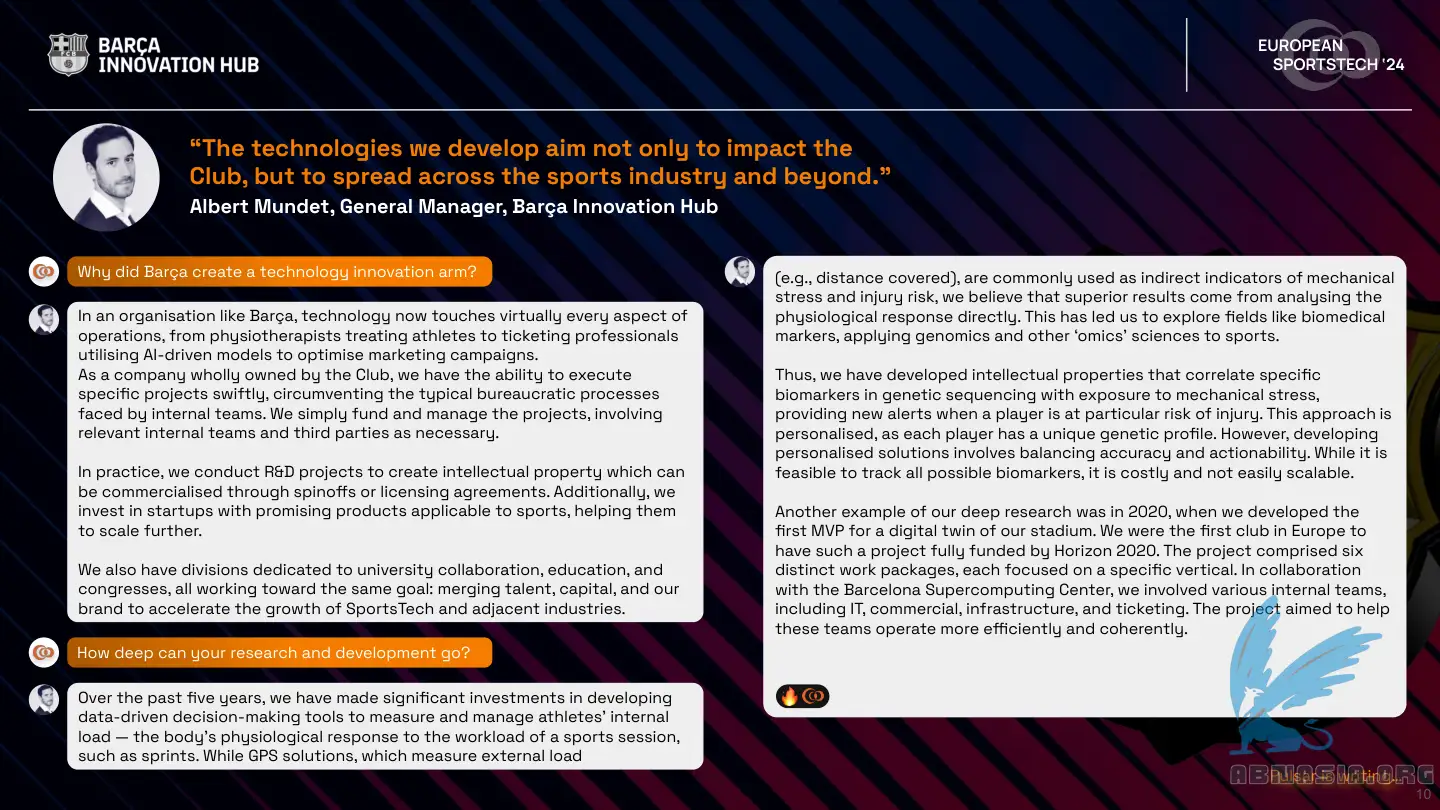 BARÇA
INNOVATION HUB
FCB
EUROPEAN
SPORTSTECH ‘24
“The technologies we develop aim not only to impact the
Club, but to spread across the sports industry and beyond.”
Albert Mundet, General Manager, Barça Innovation Hub
Why did Barça create a technology innovation arm?
In an organisation like Barça, technology now touches virtually every aspect of
operations, from physiotherapists treating athletes to ticketing professionals
utilising AI-driven models to optimise marketing campaigns.
As a company wholly owned by the Club, we have the ability to execute
specific projects swiftly, circumventing the typical bureaucratic processes
faced by internal teams. We simply fund and manage the projects, involving
relevant internal teams and third parties as necessary.
In practice, we conduct R&D projects to create intellectual property which can
be commercialised through spinoffs or licensing agreements. Additionally, we
invest in startups with promising products applicable to sports, helping them
to scale further.
We also have divisions dedicated to university collaboration, education, and
congresses, all working toward the same goal: merging talent, capital, and our
brand to accelerate the growth of SportsTech and adjacent industries.
How deep can your research and development go?
Over the past five years, we have made significant investments in developing
data-driven decision-making tools to measure and manage athletes’ internal
load — the body’s physiological response to the workload of a sports session,
such as sprints. While GPS solutions, which measure external load
(e.g., distance covered), are commonly used as indirect indicators of mechanical
stress and injury risk, we believe that superior results come from analysing the
physiological response directly. This has led us to explore fields like biomedical
markers, applying genomics and other ‘omics’ sciences to sports.
Thus, we have developed intellectual properties that correlate specific
biomarkers in genetic sequencing with exposure to mechanical stress,
providing new alerts when a player is at particular risk of injury. This approach is
personalised, as each player has a unique genetic profile. However, developing
personalised solutions involves balancing accuracy and actionability. While it is
feasible to track all possible biomarkers, it is costly and not easily scalable.
Another example of our deep research was in 2020, when we developed the
first MVP for a digital twin of our stadium. We were the first club in Europe to
have such a project fully funded by Horizon 2020. The project comprised six
distinct work packages, each focused on a specific vertical. In collaboration
with the Barcelona Supercomputing Center, we involved various internal teams,
including IT, commercial, infrastructure, and ticketing. The project aimed to help
these teams operate more efficiently and coherently.
Pulsar is writing...
ABTASIA.ORG
10